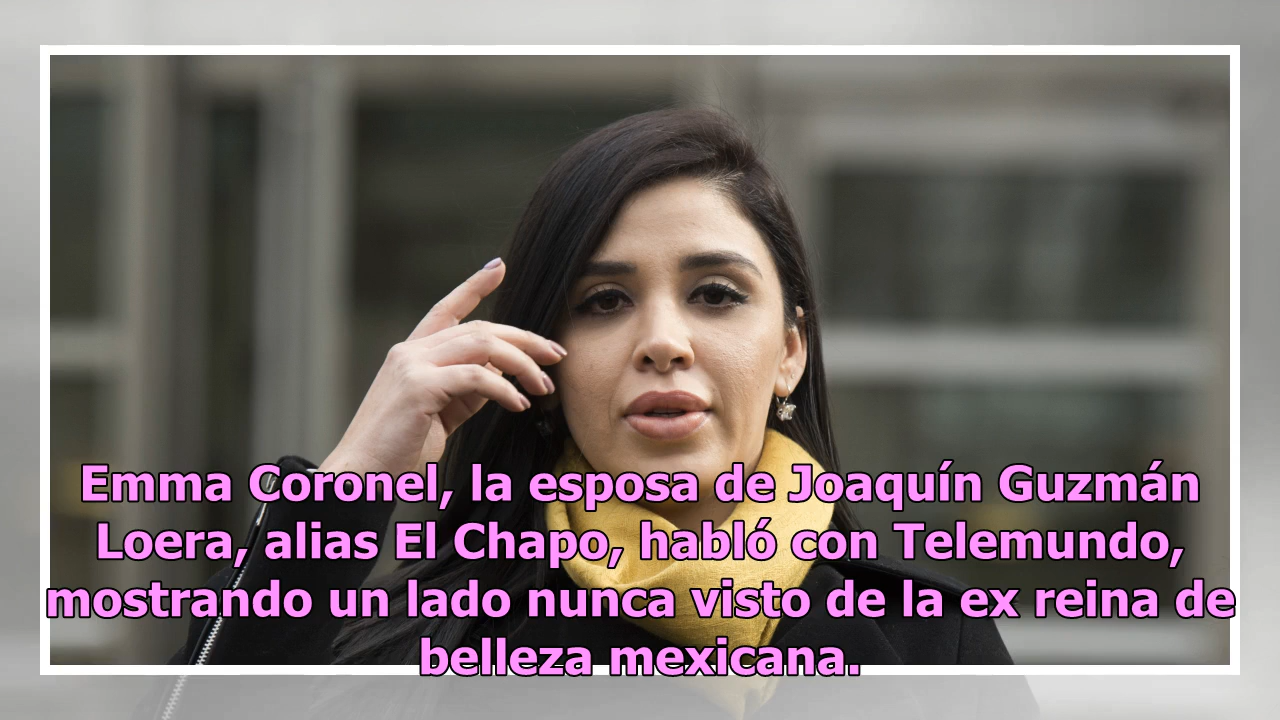 Emma Coronel, la esposa de Joaquín Guzmán
Loera, alias El Chapo, habló con Telemundo,
mostrando un lado nunca visto de la ex reina de
belleza mexicana.